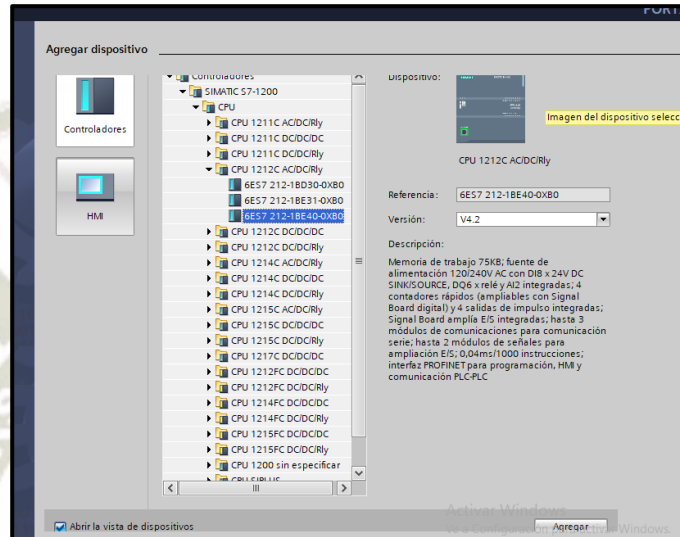 PORT
Agregar dispositivo
Controladores
HMI
Controladores
SIMATIC S7-1200
CPU
CPU 1211C AC/DC/Rly
CPU 1211C DC/DC/DC
CPU 1211C DC/DC/Rly
CPU 1212C AC/DC/Rly
6ES7 212-1BD30-0XB0
6ES7 212-1BE31-0XB0
6ES7 212-1BE40-0XB0
CPU 1212C DC/DC/DC
CPU 1212C DC/DC/Rly
CPU 1214C AC/DC/Rly
CPU 1214C DC/DC/DC
CPU 1214C DC/DC/Rly
CPU 1215C AC/DC/Rly
CPU 1215C DC/DC/DC
CPU 1215C DC/DC/Rly
CPU 1217C DC/DC/DC
CPU 1212FC DC/DC/DC
CPU 1212FC DC/DC/Rly
CPU 1214FC DC/DC/DC
CPU 1214FC DC/DC/Rly
CPU 1215FC DC/DC/DC
CPU 1215FC DC/DC/Rly
CPU 1200 sin especificar
CPU SIPLUS
Dispositivo:
Imagen del dispositivo selecc
CPU 1212C AC/DC/Rly
Referencia: 6ES7 212-1BE40-0XB0
Versión: V4.2
Descripción:
Memoria de trabajo 75KB; fuente de
alimentación 120/240V AC con DI8 x 24V DC
SINK/SOURCE, DQ6 x relé y AI2 integradas; 4
contadores rápidos (ampliables con Signal
Board digital) y 4 salidas de impulso integradas;
Signal Board amplía E/S integradas; hasta 3
módulos de comunicaciones para comunicación
serie; hasta 2 módulos de señales para
ampliación E/S; 0,04ms/1000 instrucciones;
interfaz PROFINET para programación, HMI y
comunicación PLC-PLC
Activar Windows
Ve a Configuración para activar Windows.
Abrir la vista de dispositivos
Agregar